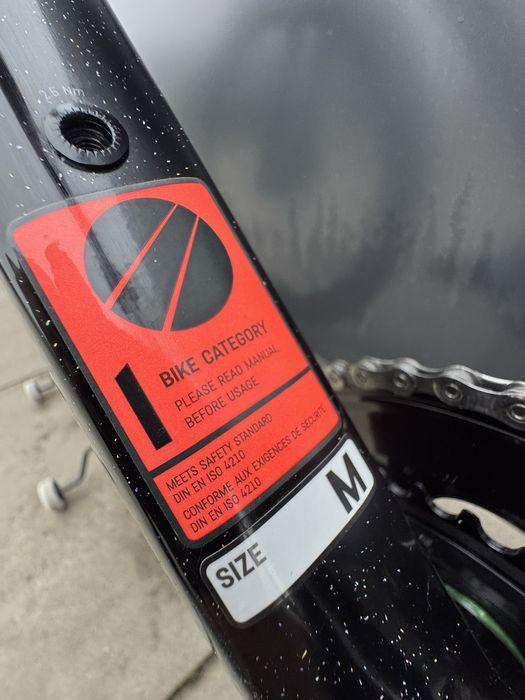 2.5 Nm
1
BIKE CATEGORY
PLEASE READ MANUAL
BEFORE USAGE
MEETS SAFETY STANDARD
DIN EN ISO 4210
CONFORME AUX EXIGENCES DE SÉCURITÉ
DIN EN ISO 4210
SIZE M